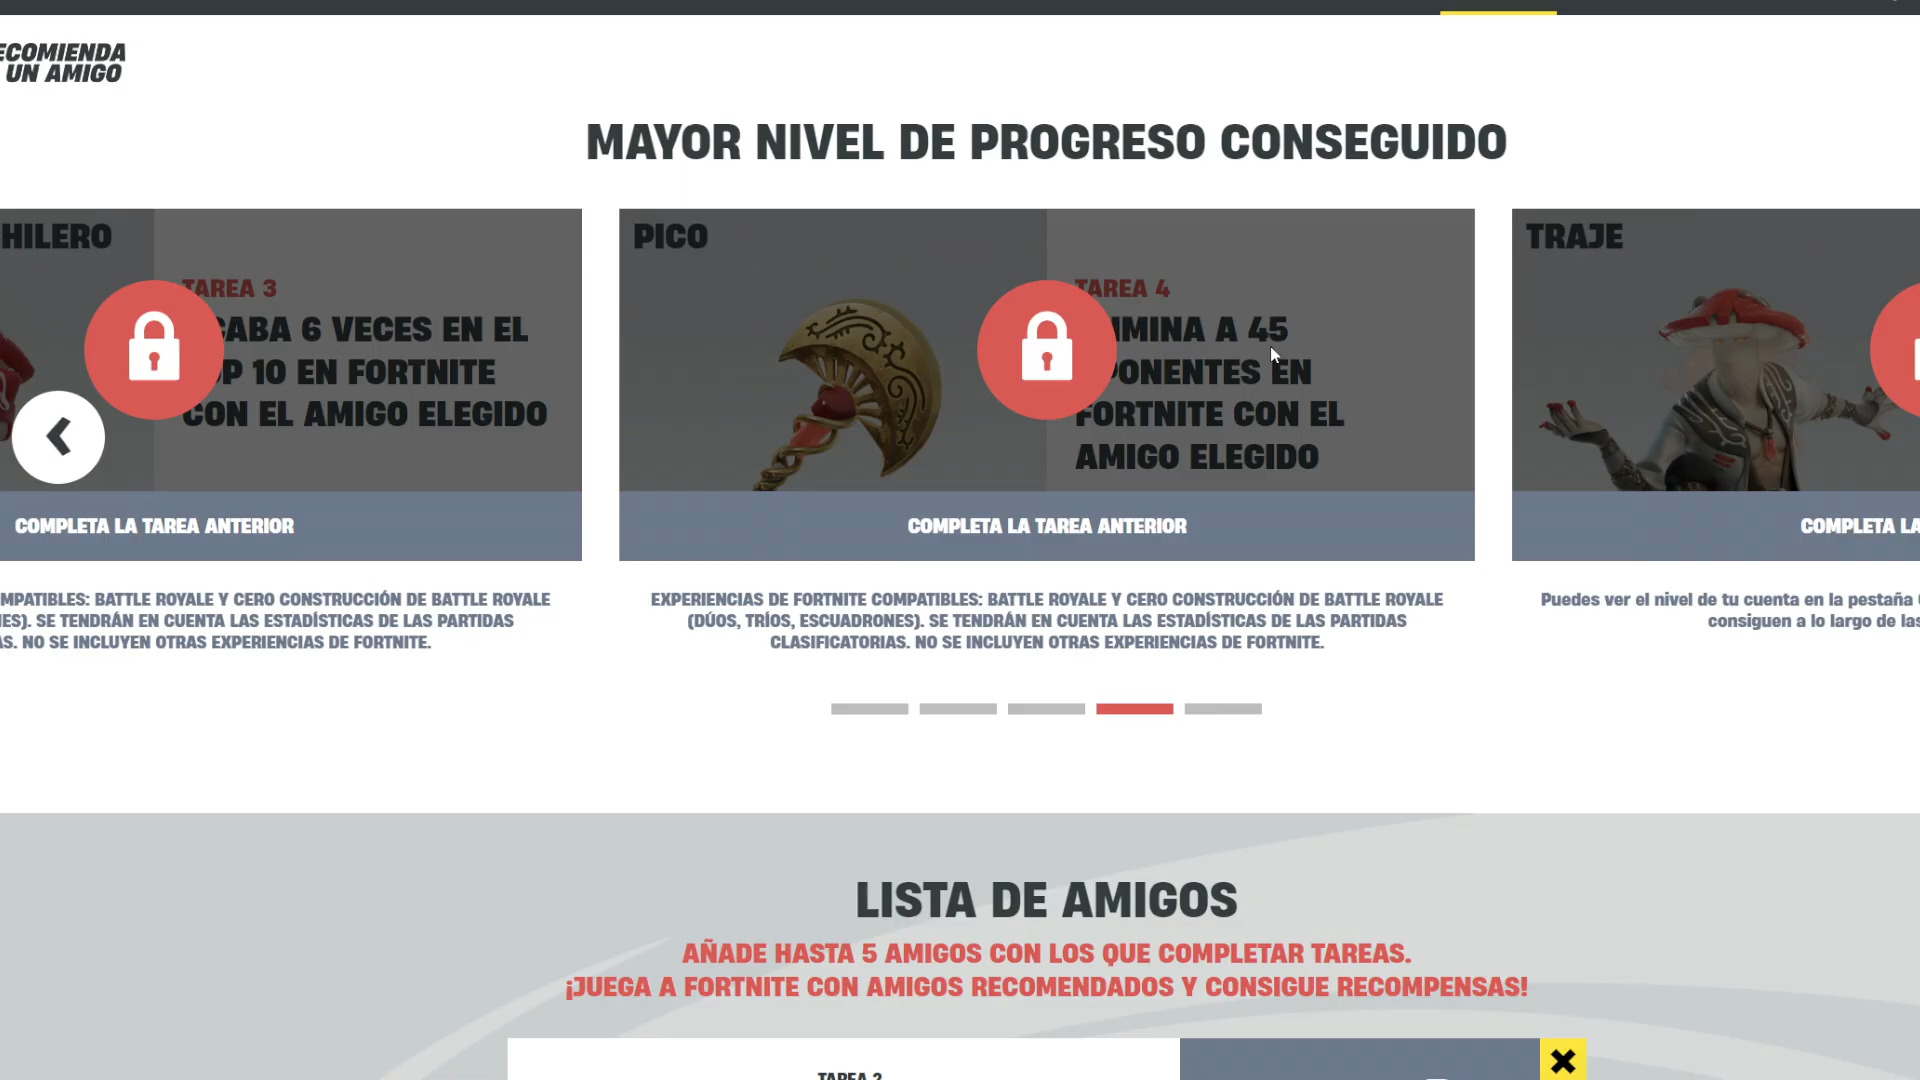 ECOMIENDA
UN AMIGO
MAYOR NIVEL DE PROGRESO CONSEGUIDO
HILERO
TAREA 3
CABA 6 VECES EN EL
P 10 EN FORTNITE
CON EL AMIGO ELEGIDO
COMPLETA LA TAREA ANTERIOR
MPATIBLES: BATTLE ROYALE Y CERO CONSTRUCCIÓN DE BATTLE ROYALE
ES). SE TENDRÁN EN CUENTA LAS ESTADÍSTICAS DE LAS PARTIDAS
AS. NO SE INCLUYEN OTRAS EXPERIENCIAS DE FORTNITE.
PICO
TAREA 4
IMINA A 45
PONENTES EN
FORTNITE CON EL
AMIGO ELEGIDO
COMPLETA LA TAREA ANTERIOR
EXPERIENCIAS DE FORTNITE COMPATIBLES: BATTLE ROYALE Y CERO CONSTRUCCIÓN DE BATTLE ROYALE
(DÚOS, TRÍOS, ESCUADRONES). SE TENDRÁN EN CUENTA LAS ESTADÍSTICAS DE LAS PARTIDAS
CLASIFICATORIAS. NO SE INCLUYEN OTRAS EXPERIENCIAS DE FORTNITE.
TRAJE
COMPLETA LA
Puedes ver el nivel de tu cuenta en la pestaña
consiguen a lo largo de las
LISTA DE AMIGOS
AÑADE HASTA 5 AMIGOS CON LOS QUE COMPLETAR TAREAS.
¡JUEGA A FORTNITE CON AMIGOS RECOMENDADOS Y CONSIGUE RECOMPENSAS!
TAREA 2